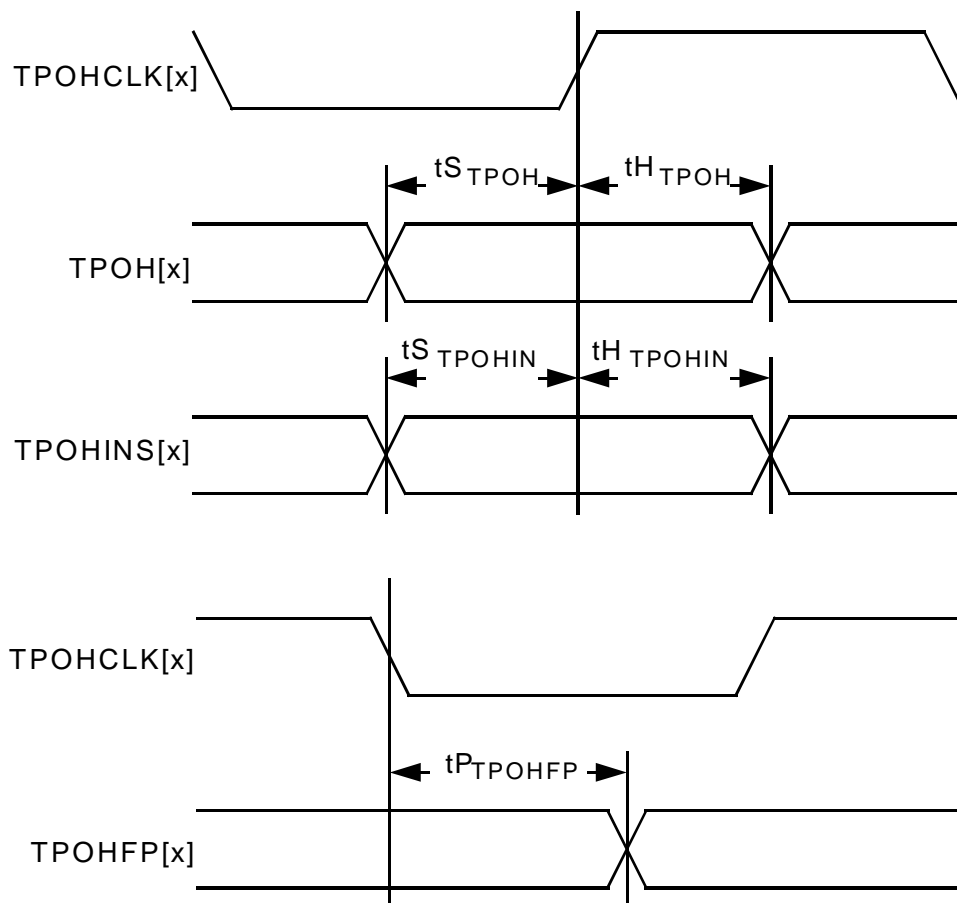 TPOHCLK[x]
tS TPOH tH TPOH
TPOH[x]
tS TPOHIN tH TPOHIN
TPOHINS[x]
TPOHCLK[x]
tP TPOHFP
TPOHFP[x]